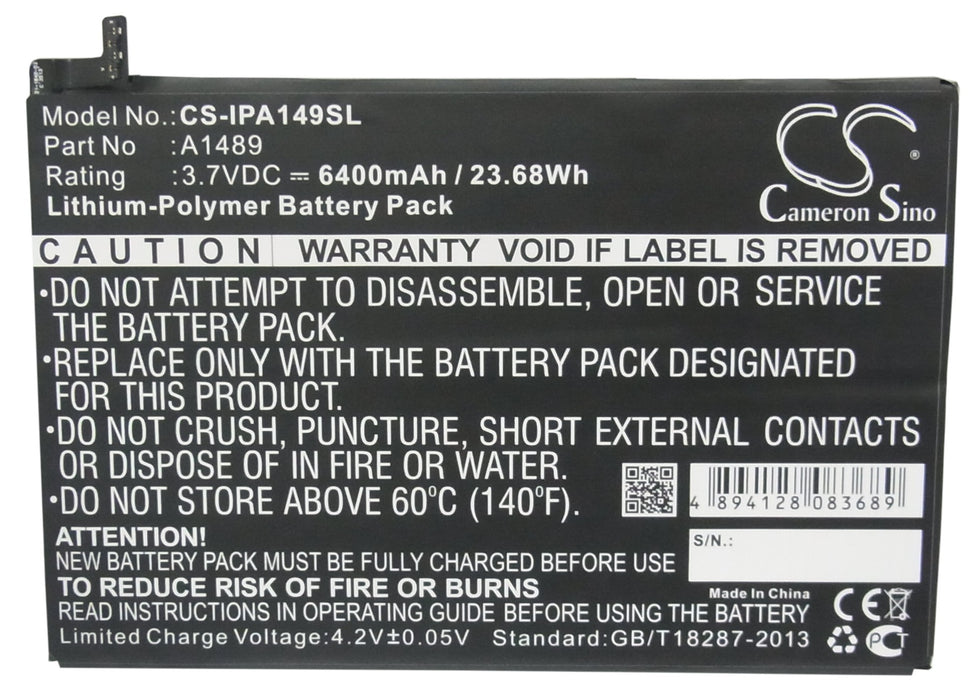 Model No.:CS-IPA149SL
Part No :A1489
Rating :3.7VDC ⎓ 6400mAh / 23.68Wh
Lithium-Polymer Battery Pack
CS ®
Cameron Sino
CAUTION WARRANTY VOID IF LABEL IS REMOVED
•DO NOT ATTEMPT TO DISASSEMBLE, OPEN OR SERVICE
THE BATTERY PACK.
•REPLACE ONLY WITH THE BATTERY PACK DESIGNATED
FOR THIS PRODUCT.
•DO NOT CRUSH, PUNCTURE, SHORT EXTERNAL CONTACTS
OR DISPOSE OF IN FIRE OR WATER.
•DO NOT STORE ABOVE 60°C (140°F).
4 894128 083689
ATTENTION!
NEW BATTERY PACK MUST BE FULLY CHARGED BEFORE USE
TO REDUCE RISK OF FIRE OR BURNS
READ INSTRUCTIONS IN OPERATING GUIDE BEFORE USING THE BATTERY
Limited Charge Voltage:4.2V±0.05V Standard:GB/T18287-2013
S/N.:
Made In China
CE
PCT